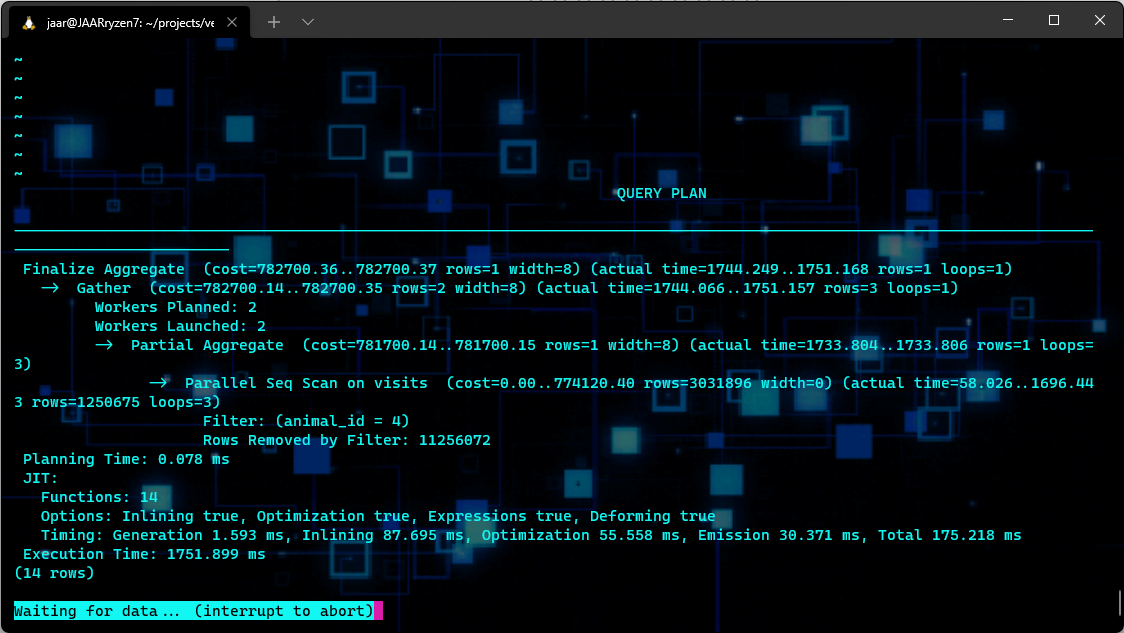 jaar@JAARryzen7: ~/projects/ve
~
~
~
~
~
~
~
QUERY PLAN
Finalize Aggregate  (cost=782700.36..782700.37 rows=1 width=8) (actual time=1744.249..1751.168 rows=1 loops=1)
->  Gather  (cost=782700.14..782700.35 rows=2 width=8) (actual time=1744.066..1751.157 rows=3 loops=1)
Workers Planned: 2
Workers Launched: 2
->  Partial Aggregate  (cost=781700.14..781700.15 rows=1 width=8) (actual time=1733.804..1733.806 rows=1 loops=
3)
->  Parallel Seq Scan on visits  (cost=0.00..774120.40 rows=3031896 width=0) (actual time=58.026..1696.44
3 rows=1250675 loops=3)
Filter: (animal_id = 4)
Rows Removed by Filter: 11256072
Planning Time: 0.078 ms
JIT:
Functions: 14
Options: Inlining true, Optimization true, Expressions true, Deforming true
Timing: Generation 1.593 ms, Inlining 87.695 ms, Optimization 55.558 ms, Emission 30.371 ms, Total 175.218 ms
Execution Time: 1751.899 ms
(14 rows)
Waiting for data... (interrupt to abort)